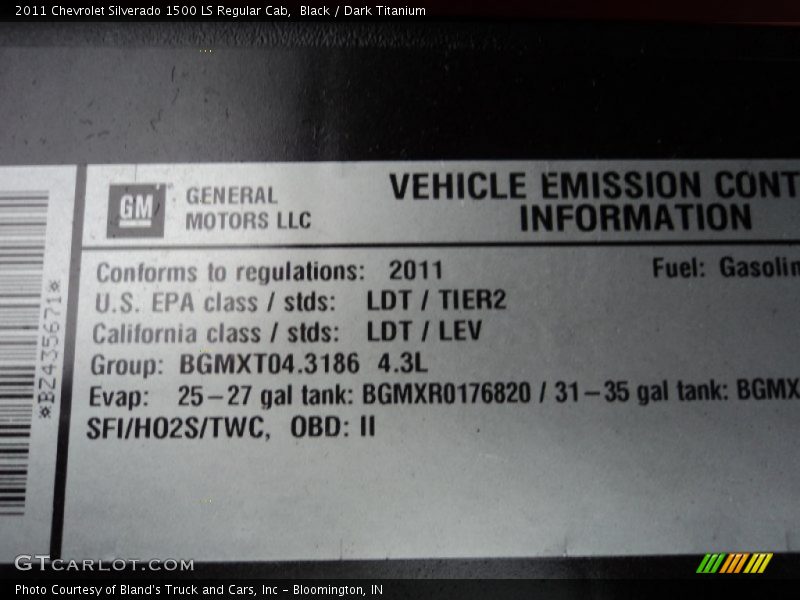 2011 Chevrolet Silverado 1500 LS Regular Cab,  Black / Dark Titanium
GM
GENERAL
MOTORS LLC
VEHICLE EMISSION CONT
INFORMATION
*BZ435671*
Conforms to regulations: 2011
Fuel: Gasolin
U.S. EPA class / stds: LDT / TIER2
California class / stds: LDT / LEV
Group: BGMXT04.3186 4.3L
Evap: 25-27 gal tank: BGMXR0176820 / 31-35 gal tank: BGMX
SFI/HO2S/TWC, OBD: II
GTcarlot.com
Photo Courtesy of Bland's Truck and Cars, Inc - Bloomington, IN